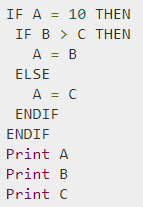 IF A = 10 THEN
IF B > C THEN
A = B
ELSE
A = C
ENDIF
ENDIF
Print A
Print B
Print C